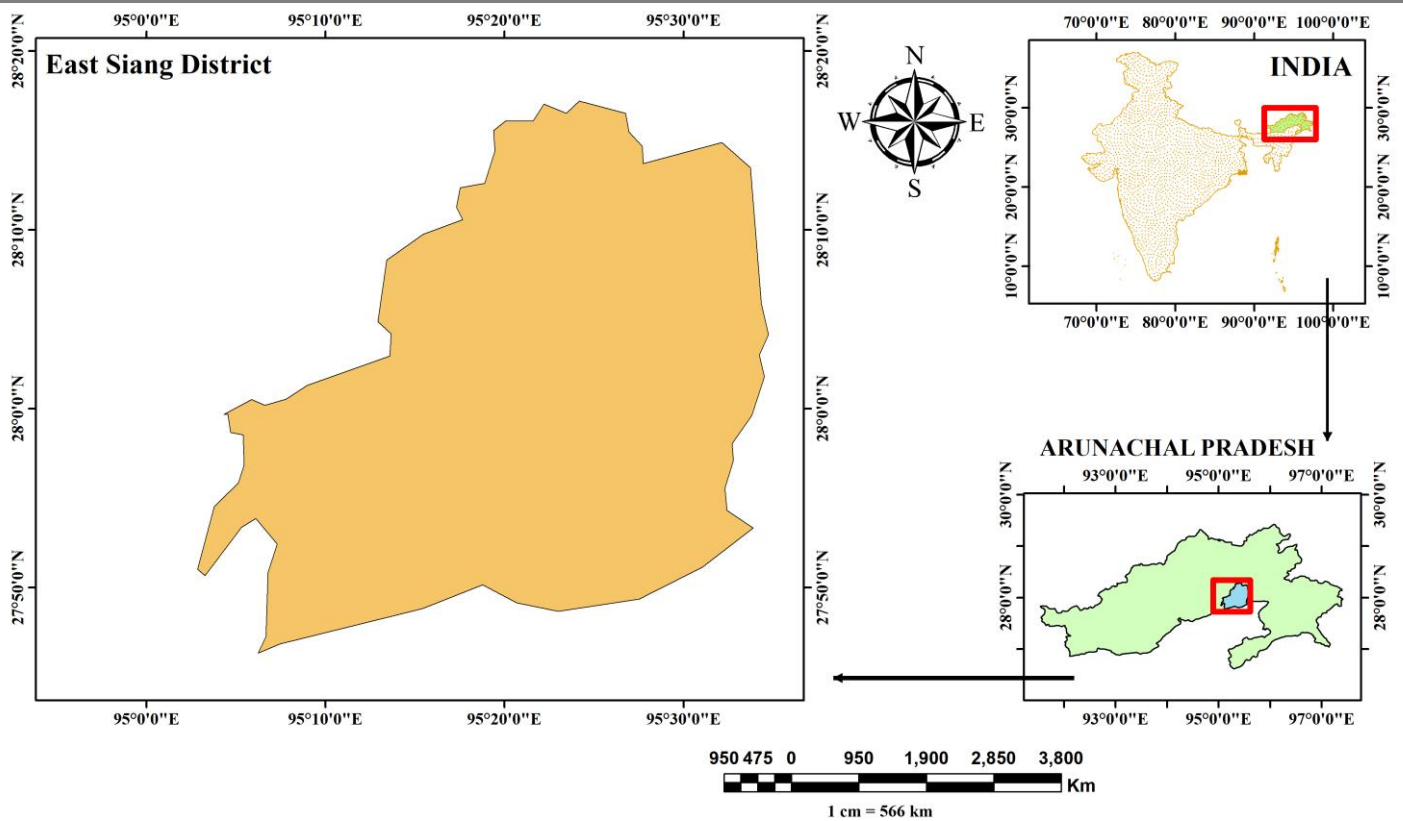 95°0'0"E 95°10'0"E 95°20'0"E 95°30'0"E
28°20'0"N
28°10'0"N
28°0'0"N
27°50'0"N
East Siang District
28°20'0"N
28°10'0"N
28°0'0"N
27°50'0"N
95°0'0"E 95°10'0"E 95°20'0"E 95°30'0"E
N
W E
S
70°0'0"E 80°0'0"E 90°0'0"E 100°0'0"E
INDIA
30°0'0"N
20°0'0"N
10°0'0"N
30°0'0"N
20°0'0"N
10°0'0"N
70°0'0"E 80°0'0"E 90°0'0"E 100°0'0"E
ARUNACHAL PRADESH
93°0'0"E 95°0'0"E 97°0'0"E
30°0'0"N
28°0'0"N
30°0'0"N
28°0'0"N
93°0'0"E 95°0'0"E 97°0'0"E
950 475 0 950 1,900 2,850 3,800
Km
1 cm = 566 km